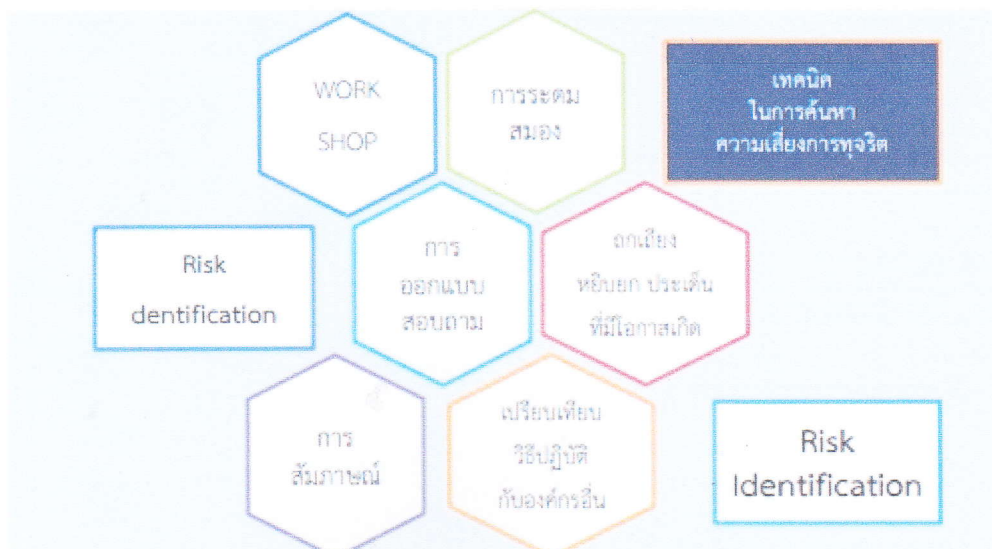 WORK
SHOP
การระดม
สมอง
เทคนิค
ในการค้นหา
ความเสี่ยงการทุจริต
Risk
dentification
การ
ออกแบบ
สอบถาม
ถกเถียง
หยิบยก ประเด็น
ที่มีโอกาสเกิด
การ
สัมภาษณ์
เปรียบเทียบ
วิธีปฏิบัติ
กับองค์กรอื่น
Risk
Identification